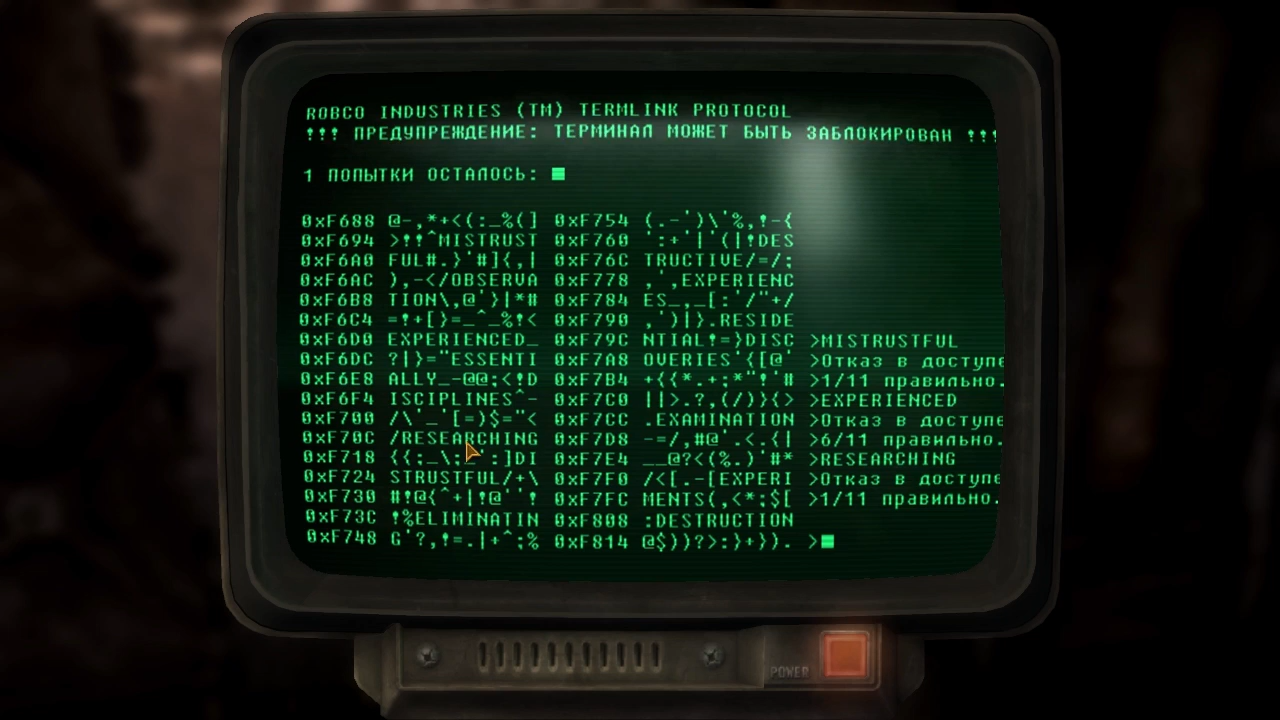 ROBCO INDUSTRIES (TM) TERMLINK PROTOCOL
!!! ПРЕДУПРЕЖДЕНИЕ: ТЕРМИНАЛ МОЖЕТ БЫТЬ ЗАБЛОКИРОВАН !!!
1 ПОПЫТКИ ОСТАЛОСЬ:
0xF688 @-,*+<(:_%(] 0xF754 (.-')\'%,!-{
0xF694 >!!^MISTRUST 0xF760 ':+'|'(|!DES
0xF6A0 FUL#.}'#]{,| 0xF76C TRUCTIVE/=/;
0xF6AC ),-</OBSERVA 0xF778 ,',EXPERIENC
0xF6B8 TION\,@'}|*# 0xF784 ES_,_[:'/"+/
0xF6C4 =!+[}=_^_%!< 0xF790 ,')|}.RESIDE
0xF6D0 EXPERIENCED_ 0xF79C NTIAL!=}DISC >MISTRUSTFUL
0xF6DC ?|}="ESSENTI 0xF7A8 OVERIES'{[@' >Отказ в доступе
0xF6E8 ALLY_-@@;<!D 0xF7B4 +{{*.+;*"!'# >1/11 правильно.
0xF6F4 ISCIPLINES^- 0xF7C0 ||>.?,(/)}{> >EXPERIENCED
0xF700 /\'_'[=)$="< 0xF7CC .EXAMINATION >Отказ в доступе
0xF70C /RESEARCHING 0xF7D8 -=/,#@'.<.{| >6/11 правильно.
0xF718 {{;_\;_':]DI 0xF7E4 __@?<(%.)'#* >RESEARCHING
0xF724 STRUSTFUL/+\ 0xF7F0 /<[.-[EXPERI >Отказ в доступе
0xF730 #!@{^+|!@''! 0xF7FC MENTS(,<*;$[ >1/11 правильно.
0xF73C !%ELIMINATIN 0xF808 :DESTRUCTION
0xF748 G'?,!=.|+^;% 0xF814 @$))?>:}+}). >
POWER